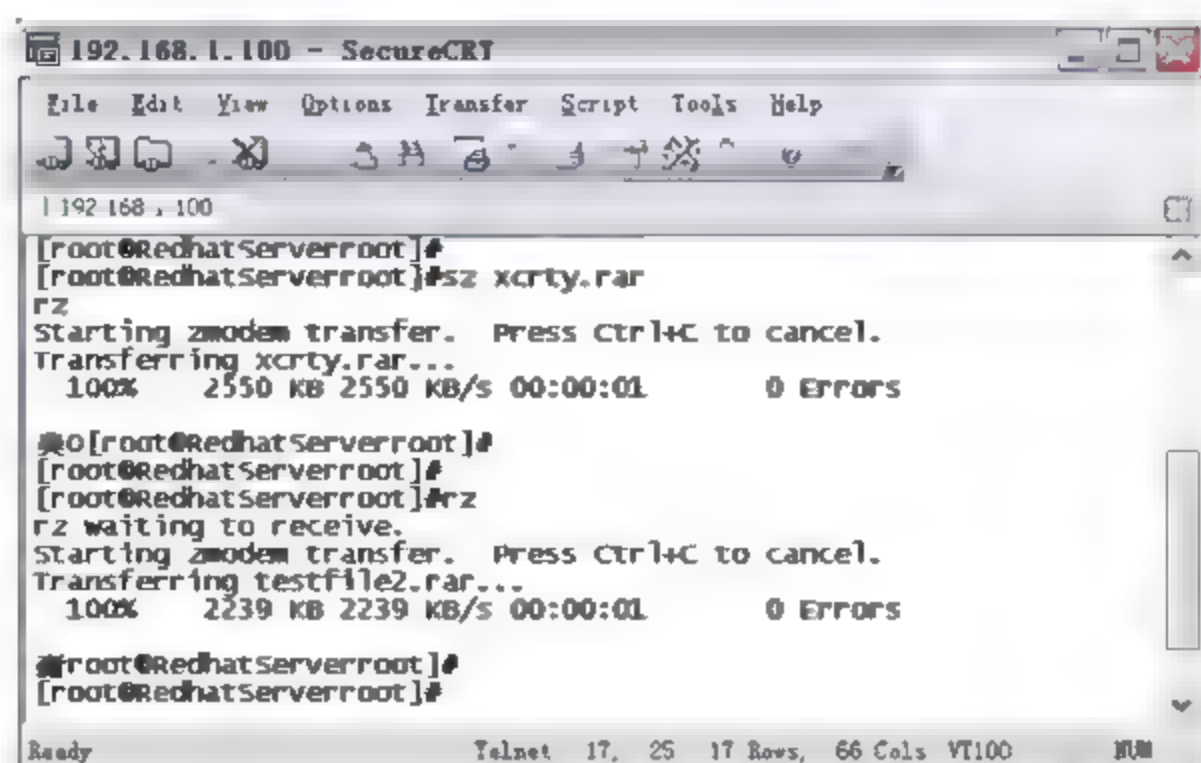 192.168.1.100 - SecureCRT
File Edit View Options Transfer Script Tools Help
192 168 . 100
[root@RedhatServerroot]#
[root@RedhatServerroot]#sz xcrty.rar
rz
Starting zmodem transfer.  Press Ctrl+C to cancel.
Transferring xcrty.rar...
100%    2550 KB 2550 KB/s 00:00:01       0 Errors
[root@RedhatServerroot]#
[root@RedhatServerroot]#
[root@RedhatServerroot]#rz
rz waiting to receive.
Starting zmodem transfer.  Press Ctrl+C to cancel.
Transferring testfile2.rar...
100%    2239 KB 2239 KB/s 00:00:01       0 Errors
root@RedhatServerroot]#
[root@RedhatServerroot]#
Ready Telnet 17, 25 17 Rows, 66 Cols VT100 NUM